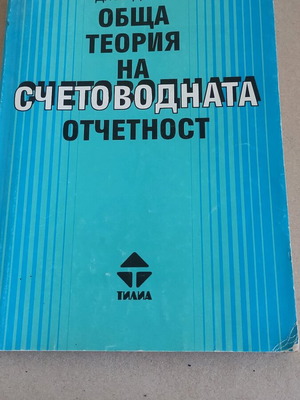 ОБЩА
ТЕОРИЯ
НА
СЧЕТОВОДНАТА
ОТЧЕТНОСТ
ТИЛИА